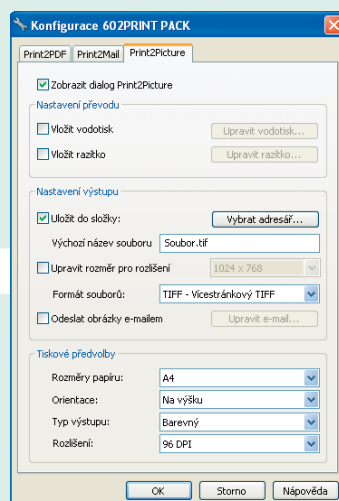 Konfigurace 602PRINT PACK
Print2PDF Print2Mail Print2Picture
Zobrazit dialog Print2Picture
Nastavení převodu
Vložit vodotisk Upravit vodotisk...
Vložit razítko Upravit razítko...
Nastavení výstupu
Uložit do složky: Vybrat adresář...
Výchozí název souboru Soubor.tif
Upravit rozměr pro rozlišení 1024 x 768
Formát souborů: TIFF - Vícestránkový TIFF
Odeslat obrázky e-mailem Upravit e-mail...
Tiskové předvolby
Rozměry papíru: A4
Orientace: Na výšku
Typ výstupu: Barevný
Rozlišení: 96 DPI
OK Storno Nápověda